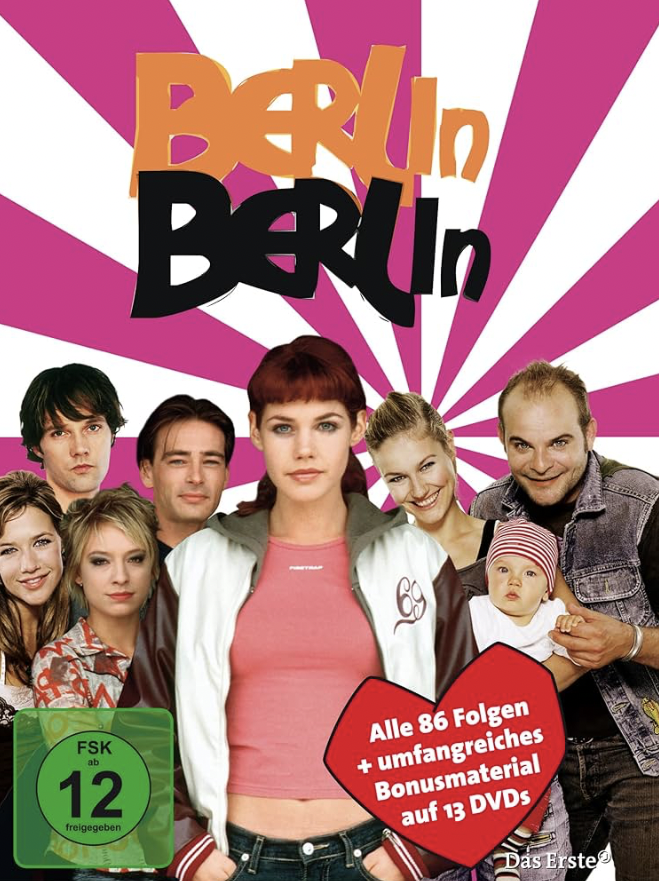 BERLIN
BERLIN
FIRETRAP
69
Alle 86 Folgen
+ umfangreiches
Bonusmaterial
auf 13 DVDs
FSK
ab
12
freigegeben
Das Erste